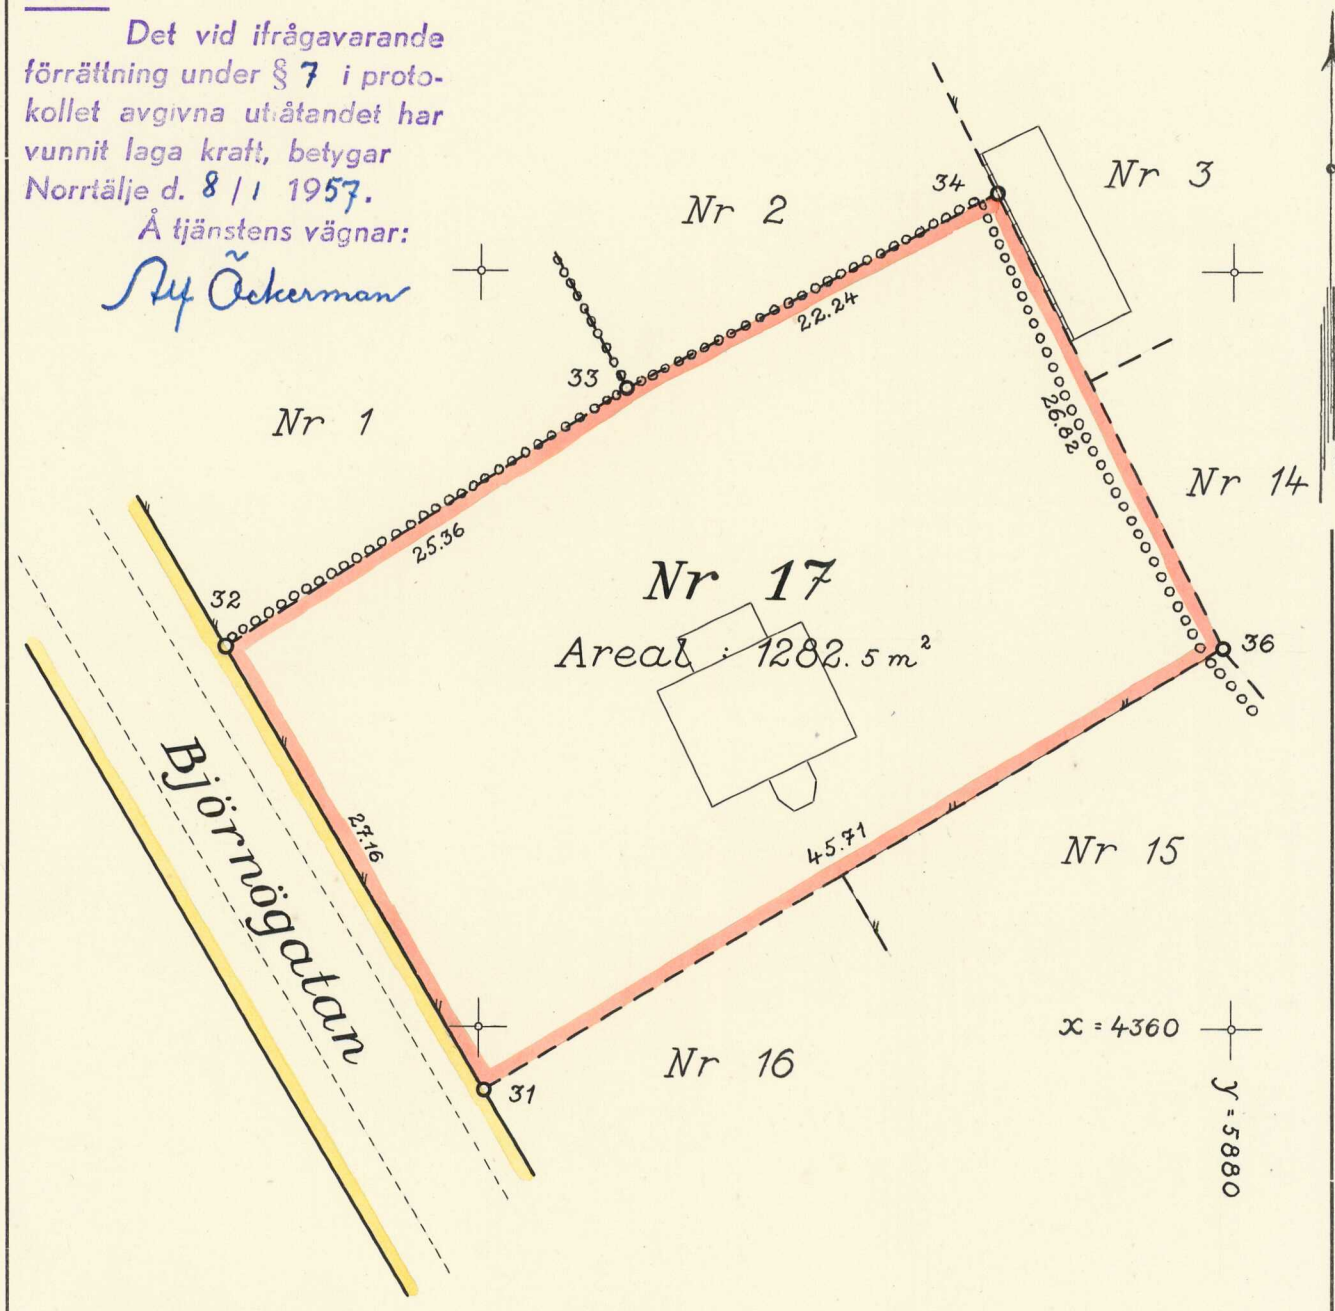 Det vid ifrågavarande
förrättning under § 7 i proto-
kollet avgivna utlåtandet har
vunnit laga kraft, betygar
Norrtälje d. 8 / 1 1957.
Å tjänstens vägnar:
Öckerman
Nr 3
34
Nr 2
22.24
33
Nr 1
26.82
Nr 14
25.36
Nr 17
32
Areal : 1282.5 m²
36
Björnögatan
27.16
45.71
Nr 15
x = 4360
Nr 16
31
y = 5880